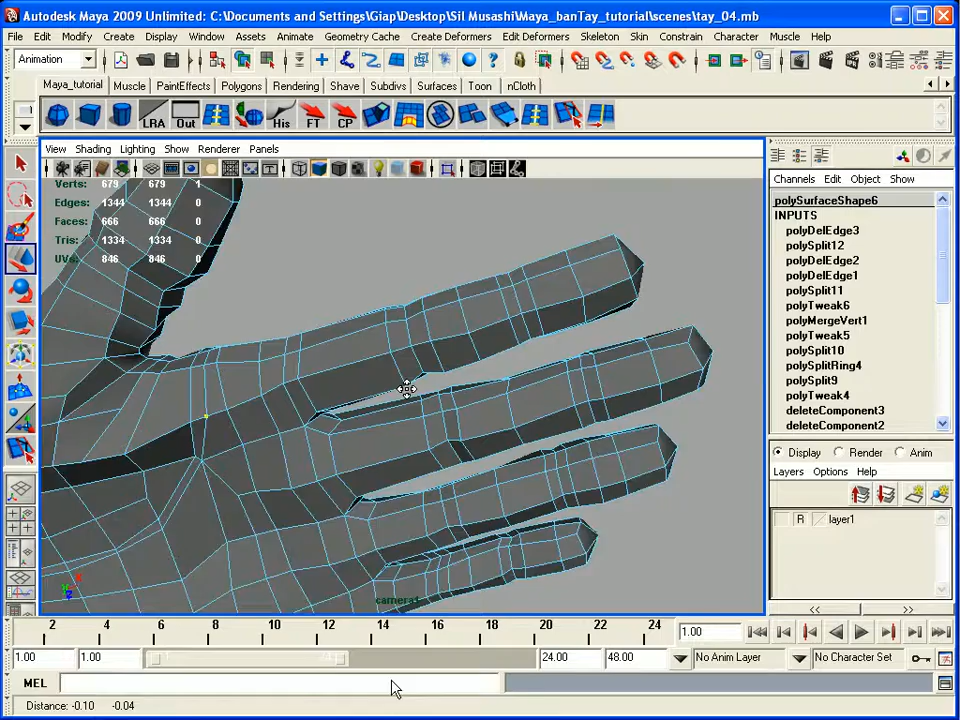 Autodesk Maya 2009 Unlimited: C:\Documents and Settings\Giap\Desktop\Sil Musashi\Maya_banTay_tutorial\scenes\tay_04.mb
File Edit Modify Create Display Window Assets Animate Geometry Cache Create Deformers Edit Deformers Skeleton Skin Constrain Character Muscle Help
Animation
Maya_tutorial Muscle PaintEffects Polygons Rendering Shave Subdivs Surfaces Toon nCloth
LRA Out His FT CP
View Shading Lighting Show Renderer Panels
Channels Edit Object Show
Verts: 679 679 1
Edges: 1344 1344 0
Faces: 666 666 0
Tris: 1334 1334 0
UVs: 846 846 0
polySurfaceShape6
INPUTS
polyDelEdge3
polySplit12
polyDelEdge2
polyDelEdge1
polySplit11
polyTweak6
polyMergeVert1
polyTweak5
polySplit10
polySplitRing4
polySplit9
deleteComponent3
deleteComponent2
Display Render Anim
Layers Options Help
R layer1
camera1
2 4 6 8 10 12 14 16 18 20 22 24 1.00
1.00 1.00 24.00 48.00 No Anim Layer No Character Set
MEL
Distance: -0.10 -0.04